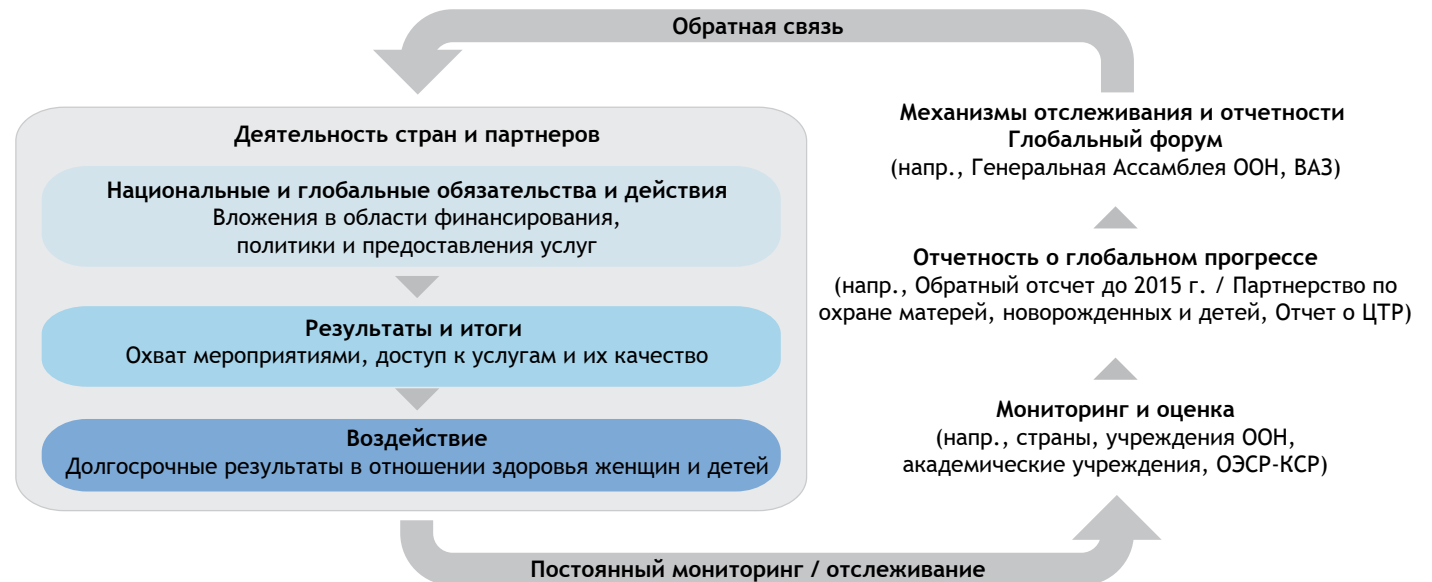 Обратная связь
Деятельность стран и партнеров
Национальные и глобальные обязательства и действия
Вложения в области финансирования,
политики и предоставления услуг
Результаты и итоги
Охват мероприятиями, доступ к услугам и их качество
Воздействие
Долгосрочные результаты в отношении здоровья женщин и детей
Механизмы отслеживания и отчетности
Глобальный форум
(напр., Генеральная Ассамблея ООН, ВАЗ)
Отчетность о глобальном прогрессе
(напр., Обратный отсчет до 2015 г. / Партнерство по
охране матерей, новорожденных и детей, Отчет о ЦТР)
Мониторинг и оценка
(напр., страны, учреждения ООН,
академические учреждения, ОЭСР-КСР)
Постоянный мониторинг / отслеживание